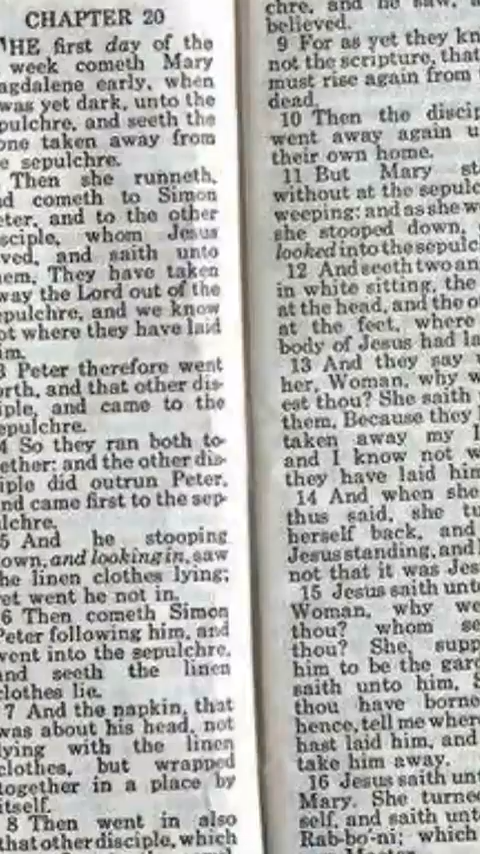 CHAPTER 20
HE first day of the
week cometh Mary
agdalene early, when
was yet dark, unto the
pulchre, and seeth the
one taken away from
e sepulchre.
Then she runneth,
d cometh to Simon
eter, and to the other
sciple, whom Jesus
ved, and saith unto
em, They have taken
way the Lord out of the
epulchre, and we know
ot where they have laid
im.
3 Peter therefore went
orth, and that other dis-
iple, and came to the
epulchre.
4 So they ran both to-
ether: and the other dis-
iple did outrun Peter,
nd came first to the sep-
lchre.
5 And he stooping
own, and looking in, saw
he linen clothes lying;
et went he not in.
6 Then cometh Simon
Peter following him, and
went into the sepulchre,
and seeth the linen
clothes lie,
7 And the napkin, that
was about his head, not
lying with the linen
clothes, but wrapped
together in a place by
itself.
8 Then went in also
that other disciple, which
chre, and he saw, a
believed.
9 For as yet they kn
not the scripture, that
must rise again from
dead.
10 Then the discip
went away again u
their own home.
11 But Mary st
without at the sepulc
weeping: and as she w
she stooped down,
looked into the sepulc
12 And seeth two an
in white sitting, the
at the head, and the o
at the feet, where
body of Jesus had la
13 And they say
her, Woman, why w
est thou? She saith
them, Because they
taken away my L
and I know not w
they have laid him
14 And when she
thus said, she tu
herself back, and
Jesus standing, and
not that it was Jes
15 Jesus saith unt
Woman, why we
thou? whom se
thou? She, supp
him to be the gard
saith unto him, S
thou have borne
hence, tell me where
hast laid him, and
take him away.
16 Jesus saith unt
Mary. She turne
self, and saith unt
Rab-bo'ni; which